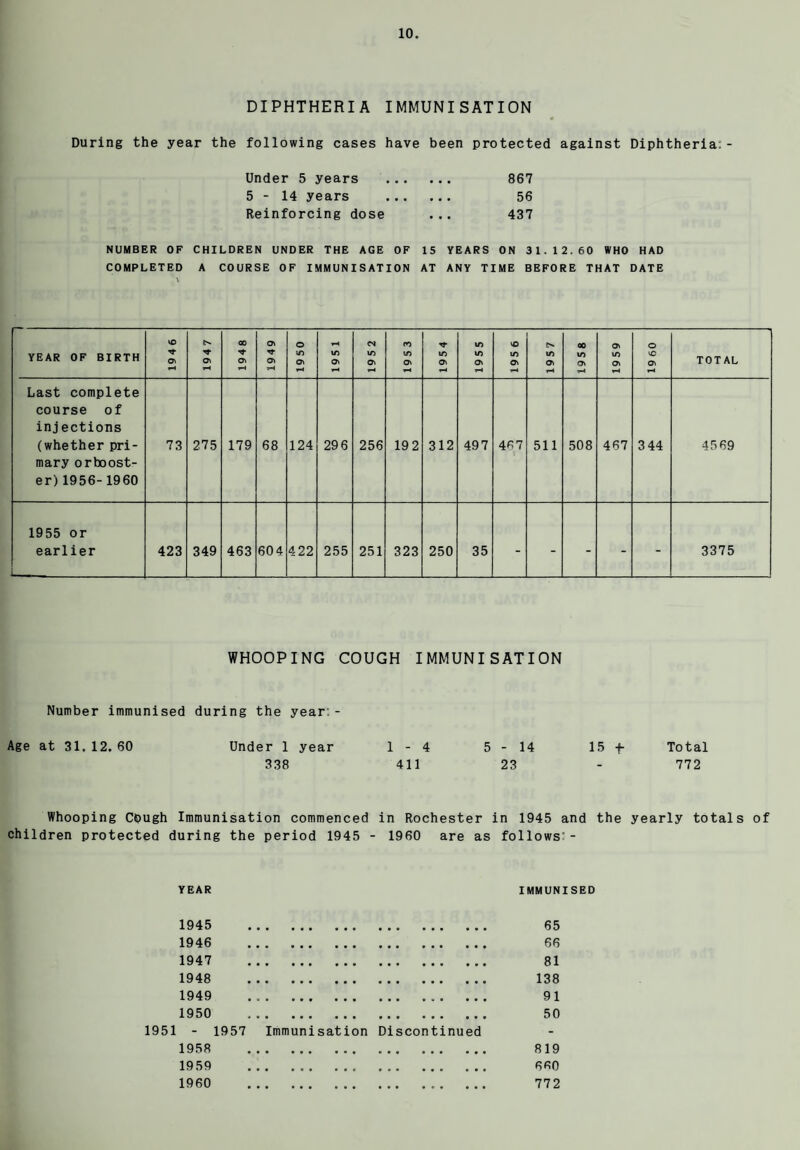 10.
DIPHTHERIA IMMUNISATION
During the year the following cases have been protected against Diphtheria:-
Under 5 years ... ... 867
5 - 14 years ... ... 56
Reinforcing dose ... 437
NUMBER OF CHILDREN UNDER THE AGE OF 15 YEARS ON 31.12.60 WHO HAD
COMPLETED A COURSE OF IMMUNISATION AT ANY TIME BEFORE THAT DATE
YEAR OF BIRTH 1946 1947 1948 1949 1950 1951 1952 1953 1954 1955 1956 1957 1958 1959 1960 TOTAL
Last complete
course of
injections
(whether pri- 73 275 179 68 124 296 256 192 312 497 467 511 508 467 344 4569
mary orboost-
er) 1956-1960
1955 or
earlier 423 349 463 604 422 255 251 323 250 35 - - - - - 3375
WHOOPING COUGH IMMUNISATION
Number immunised during the year:-
Age at 31.12.60 Under 1 year 1 - 4 5 - 14 15 + Total
338 411 23 - 772
Whooping Cough Immunisation commenced in Rochester in 1945 and the yearly totals of
children protected during the period 1945 - 1960 are as follows:-
YEAR IMMUNISED
1945 ... ... ... ... ... ... 65
1946 ... ... ... ... ... ... 66
1947 ... ... ... ... ... ... 81
1948 ... ... ... ... ... ... 138
1949 ... ... ... ... ... ... 91
1950 ... ... ... ... ... ... 50
1951 - 1957 Immunisation Discontinued -
1958 ... ... ... ... ... ... 819
1959 ... ... ... ... ... ... 660
1960 ... ... ... ... ... ... 772